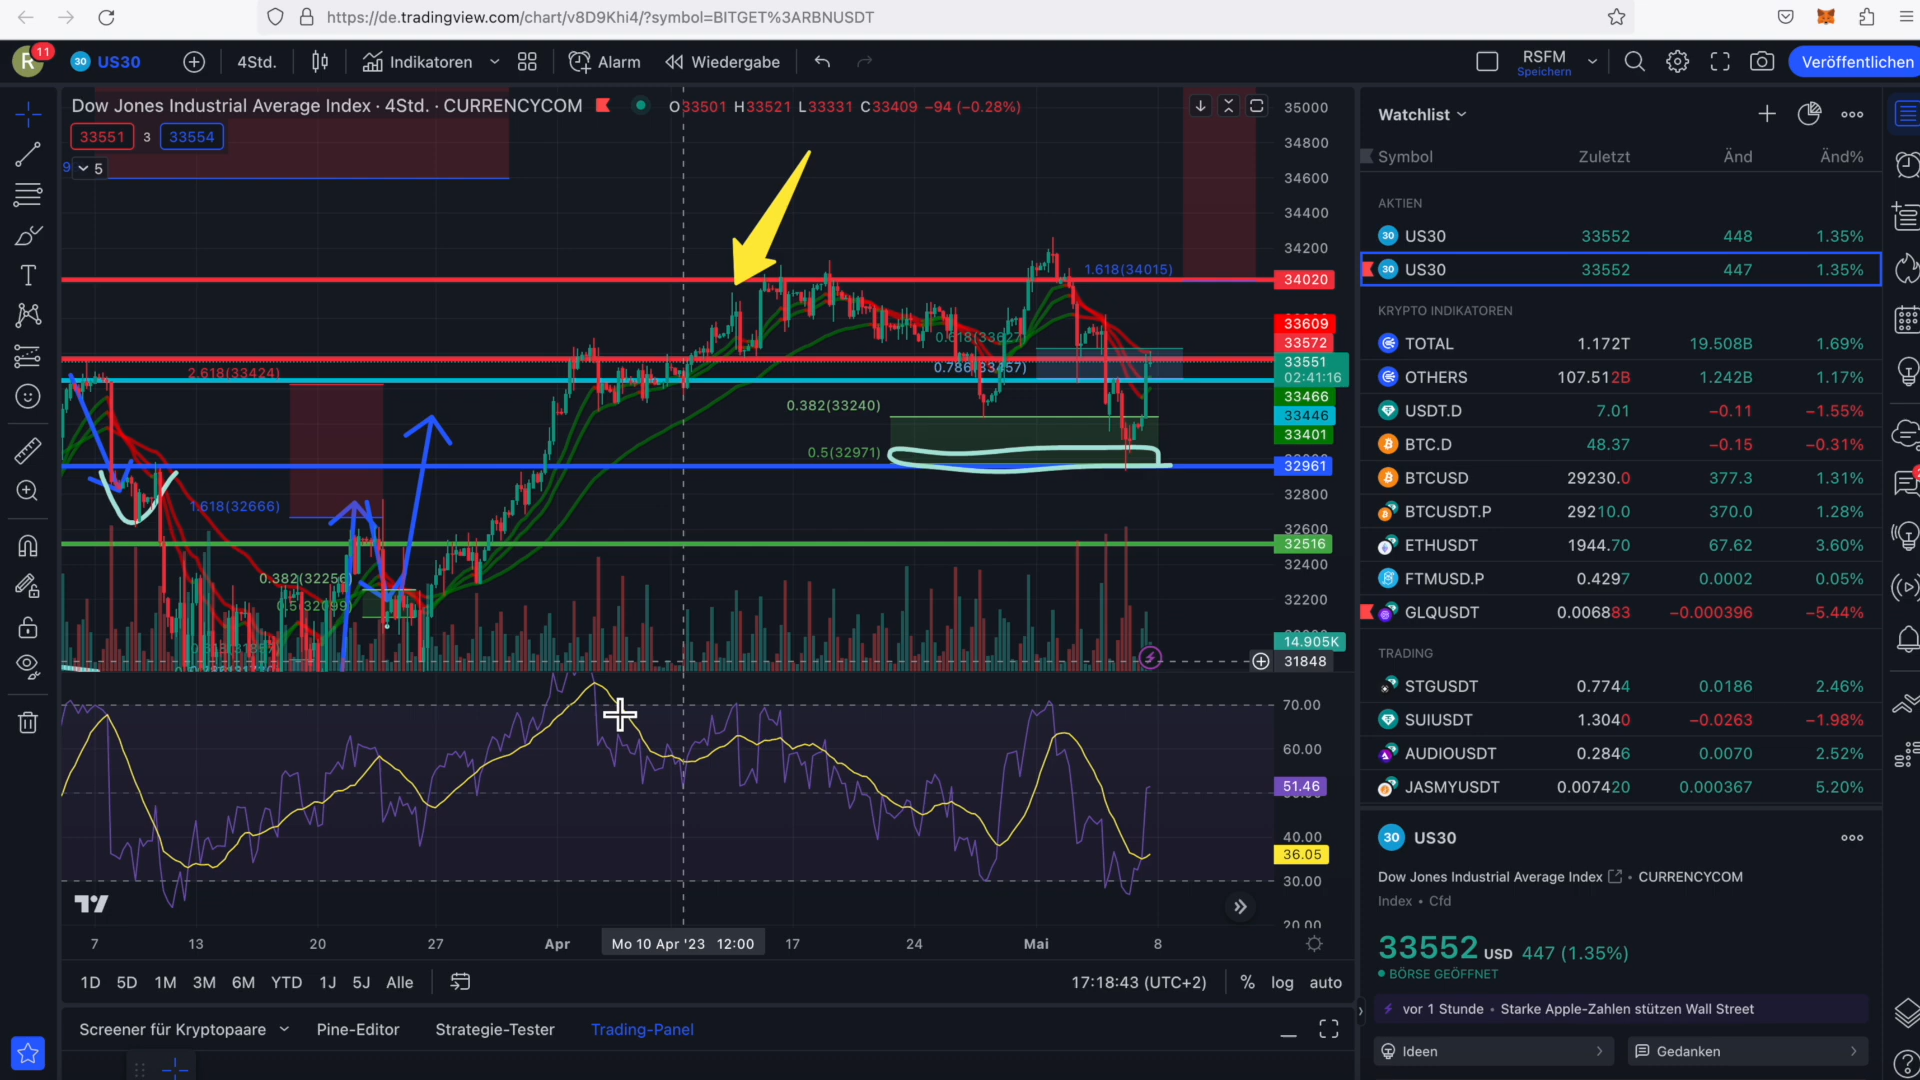 https://de.tradingview.com/chart/v8D9Khi4/?symbol=BITGET%3ARBNUSDT
R 11 30 US30 4Std. Indikatoren Alarm Wiedergabe RSFM Speichern Veröffentlichen
Dow Jones Industrial Average Index · 4Std. · CURRENCYCOM O33501 H33521 L33331 C33409 −94 (−0.28%)
33551 3 33554
5
35000
34800
34600
34400
34200
1.618(34015)
34020
33609
0.618(33627)
33572
33551
02:41:16
0.786(33457)
2.618(33424)
33466
0.382(33240)
33446
33401
0.5(32971)
32961
32800
1.618(32666)
32600
32516
32400
0.382(32256)
0.5(32099)
32200
14.905K
31848
70.00
60.00
51.46
40.00
36.05
30.00
20.00
7 13 20 27 Apr Mo 10 Apr '23 12:00 17 24 Mai 8
1D 5D 1M 3M 6M YTD 1J 5J Alle 17:18:43 (UTC+2) % log auto
Screener für Kryptopaare Pine-Editor Strategie-Tester Trading-Panel
Watchlist
Symbol Zuletzt Änd Änd%
AKTIEN
30 US30 33552 448 1.35%
30 US30 33552 447 1.35%
KRYPTO INDIKATOREN
TOTAL 1.172T 19.508B 1.69%
OTHERS 107.512B 1.242B 1.17%
USDT.D 7.01 −0.11 −1.55%
BTC.D 48.37 −0.15 −0.31%
BTCUSD 29230.0 377.3 1.31%
BTCUSDT.P 29210.0 370.0 1.28%
ETHUSDT 1944.70 67.62 3.60%
FTMUSD.P 0.4297 0.0002 0.05%
GLQUSDT 0.006883 −0.000396 −5.44%
TRADING
STGUSDT 0.7744 0.0186 2.46%
SUIUSDT 1.3040 −0.0263 −1.98%
AUDIOUSDT 0.2846 0.0070 2.52%
JASMYUSDT 0.007420 0.000367 5.20%
30 US30
Dow Jones Industrial Average Index • CURRENCYCOM
Index • Cfd
33552 USD 447 (1.35%)
BÖRSE GEÖFFNET
vor 1 Stunde • Starke Apple-Zahlen stützen Wall Street
Ideen Gedanken